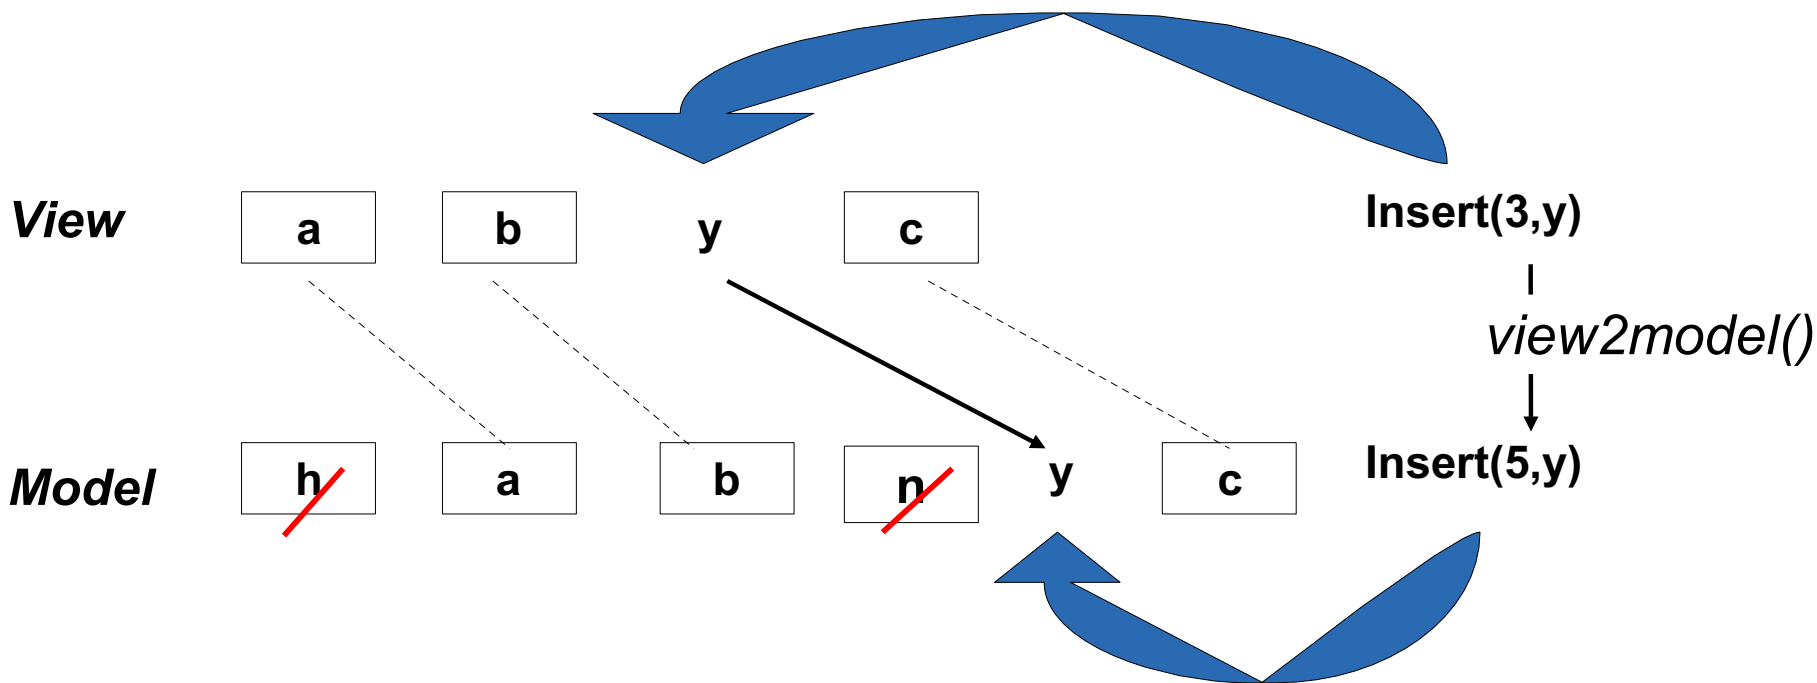 View a b y c Insert(3,y)
view2model()
Model h a b n y c Insert(5,y)